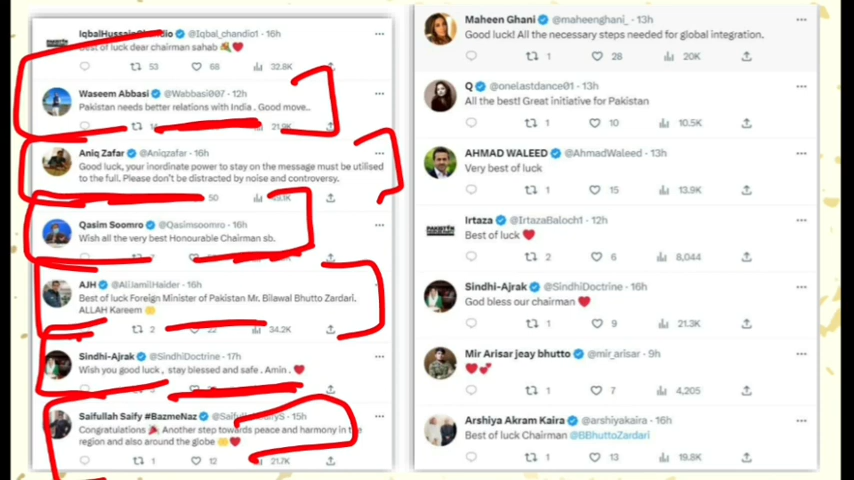 IqbalHussainChandio @Iqbal_chandio1 · 16h
Best of luck dear chairman sahab
53 68 32.8K
Waseem Abbasi @Wabbasi007 · 12h
Pakistan needs better relations with India . Good move..
14 21.9K
Aniq Zafar @Aniqzafar · 16h
Good luck, your inordinate power to stay on the message must be utilised
to the full. Please don't be distracted by noise and controversy.
50
Qasim Soomro @Qasimsoomro · 16h
Wish all the very best Honourable Chairman sb.
AJH @AliJamilHaider · 16h
Best of luck Foreign Minister of Pakistan Mr. Bilawal Bhutto Zardari.
ALLAH Kareem
2 22 34.2K
Sindhi-Ajrak @SindhiDoctrine · 17h
Wish you good luck , stay blessed and safe . Amin .
Saifullah Saify #BazmeNaz · 15h
Congratulations Another step towards peace and harmony in the
region and also around the globe
1 12 21.7K
Maheen Ghani @maheenghani_ · 13h
Good luck! All the necessary steps needed for global integration.
1 28 20K
Q @onelastdance01 · 13h
All the best! Great initiative for Pakistan
1 10 10.5K
AHMAD WALEED @AhmadWaleed · 13h
Very best of luck
1 15 13.9K
Irtaza @IrtazaBaloch1 · 12h
Best of luck
2 6 8,044
Sindhi-Ajrak @SindhiDoctrine · 16h
God bless our chairman
1 9 21.3K
Mir Arisar jeay bhutto @mir_arisar · 9h
1 7 4,205
Arshiya Akram Kaira @arshiyakaira · 16h
Best of luck Chairman @BBhuttoZardari
1 13 19.8K